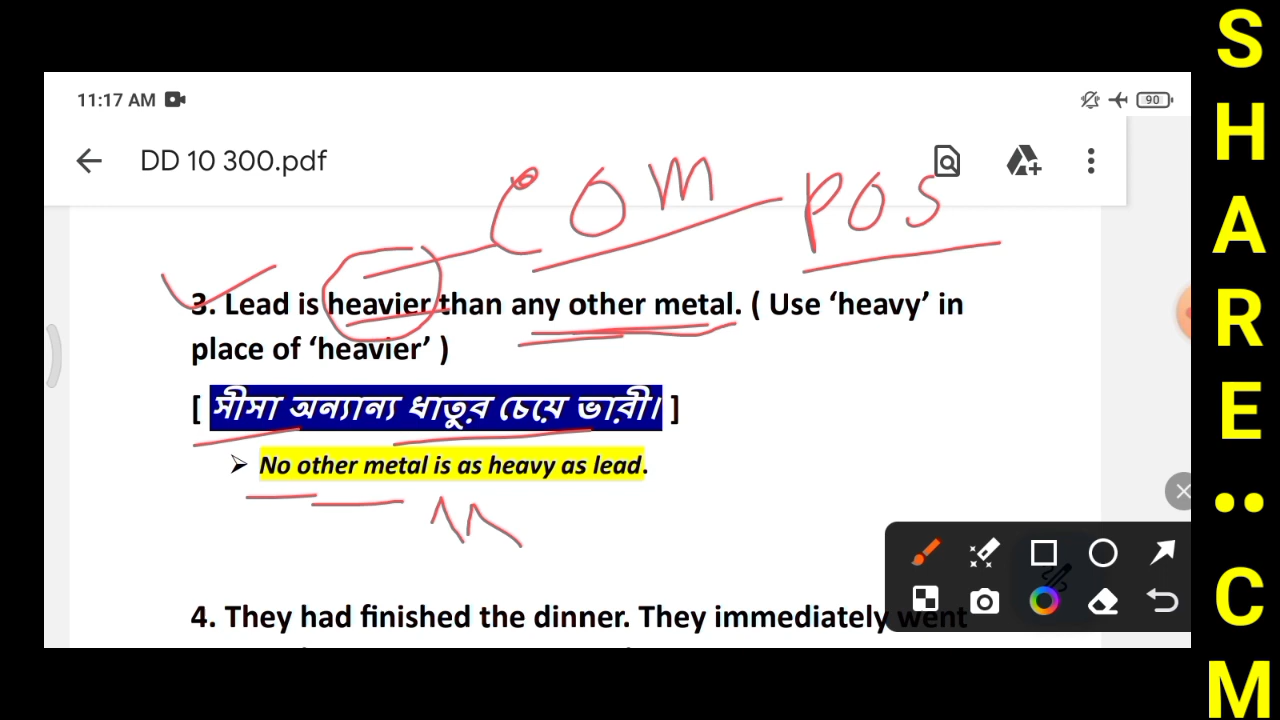 11:17 AM
90
DD 10 300.pdf
COM POS
3. Lead is heavier than any other metal. ( Use ‘heavy’ in
place of ‘heavier’ )
[ সীসা অন্যান্য ধাতুর চেয়ে ভারী। ]
➢ No other metal is as heavy as lead.
4. They had finished the dinner. They immediately went
SHARE••CM